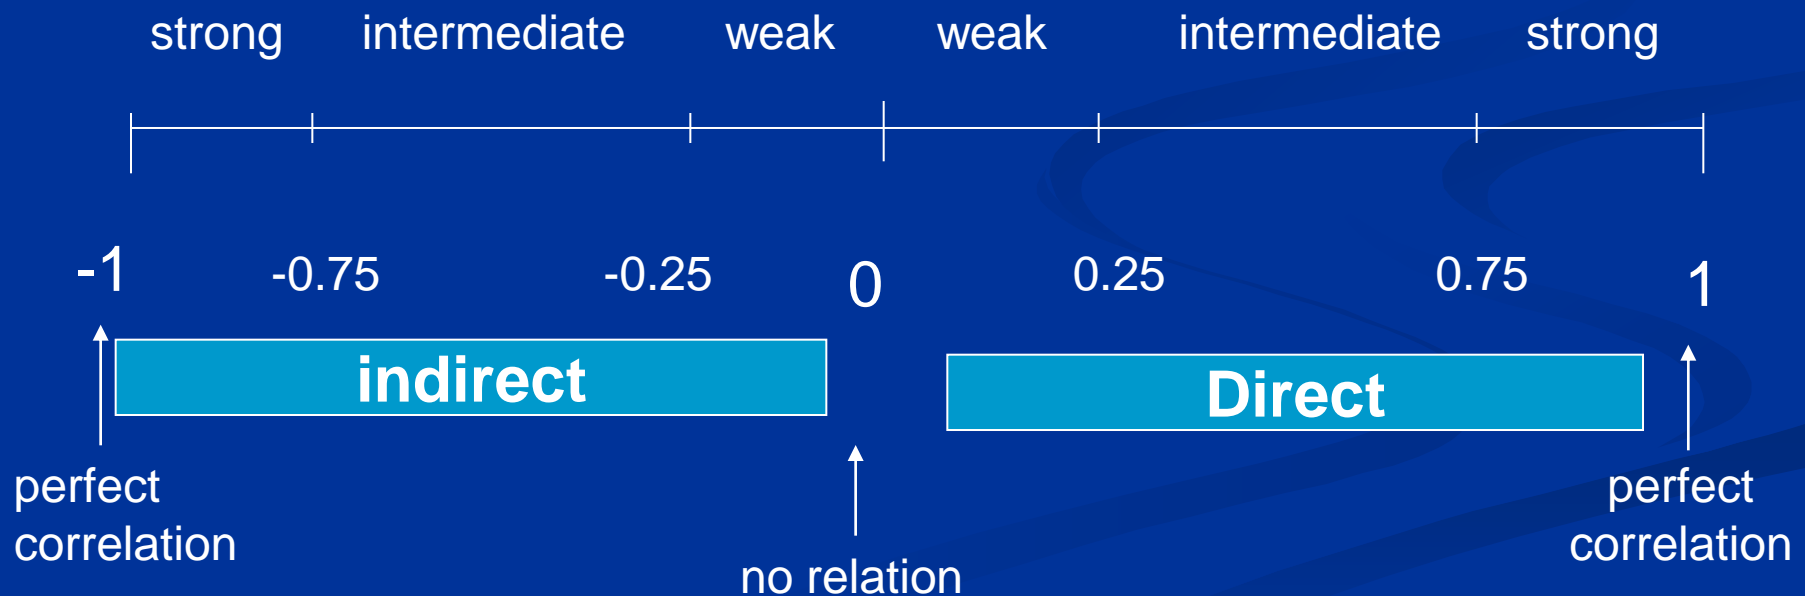 strong intermediate weak weak intermediate strong
-1 -0.75 -0.25 0 0.25 0.75 1
indirect Direct
perfect
correlation
no relation
perfect
correlation